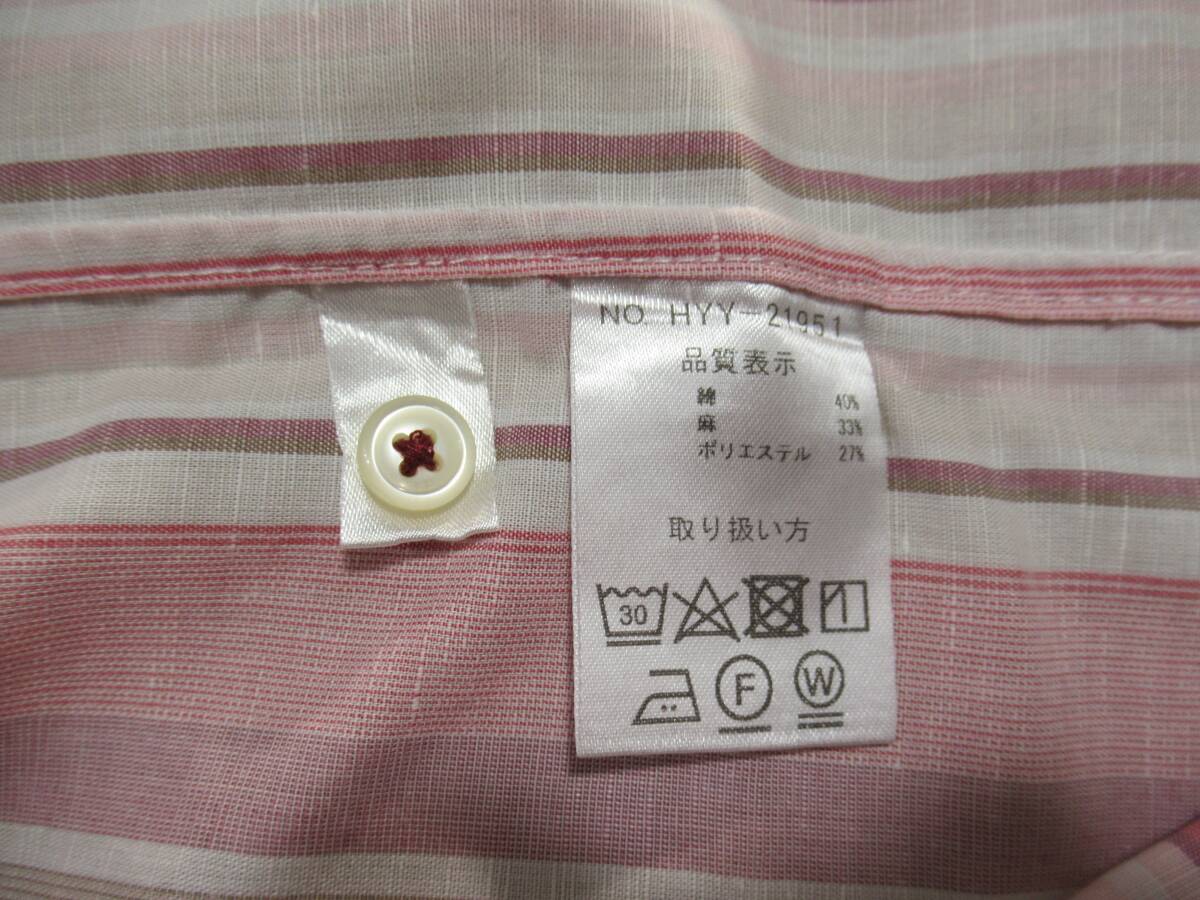 NO. HYY-21951
品質表示
綿 40%
麻 33%
ポリエステル 27%
取り扱い方
30
F W